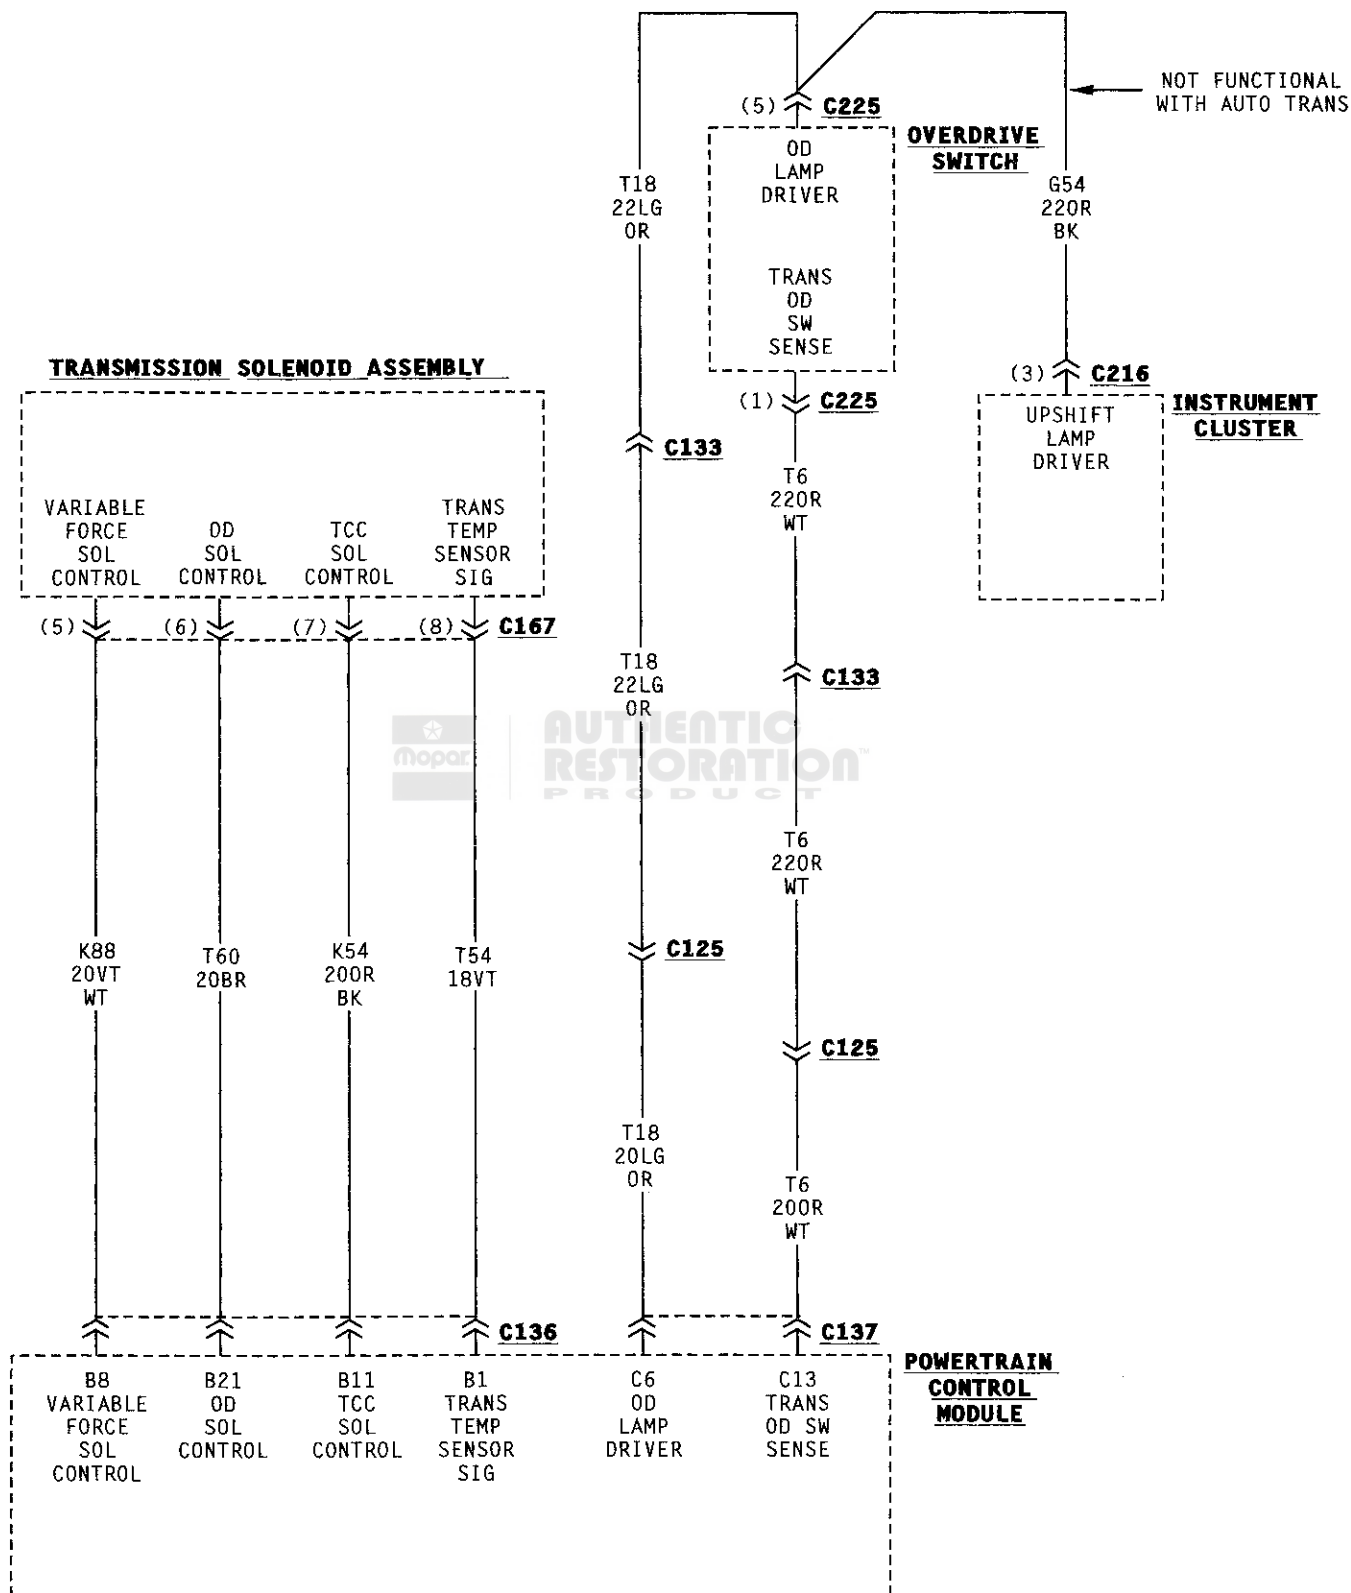 NOT FUNCTIONAL
WITH AUTO TRANS
(5) C225
OVERDRIVE
SWITCH
OD
LAMP
DRIVER
T18
22LG
OR
G54
22OR
BK
TRANS
OD
SW
SENSE
TRANSMISSION SOLENOID ASSEMBLY
(3) C216
(1) C225
INSTRUMENT
CLUSTER
UPSHIFT
LAMP
DRIVER
C133
T6
22OR
WT
VARIABLE
FORCE
SOL
CONTROL
OD
SOL
CONTROL
TCC
SOL
CONTROL
TRANS
TEMP
SENSOR
SIG
(5) (6) (7) (8) C167
T18
22LG
OR
C133
Mopar
AUTHENTIC
RESTORATION™
PRODUCT
T6
22OR
WT
K88
20VT
WT
T60
20BR
K54
20OR
BK
T54
18VT
C125
C125
T18
20LG
OR
T6
20OR
WT
C136
C137
POWERTRAIN
CONTROL
MODULE
B8
VARIABLE
FORCE
SOL
CONTROL
B21
OD
SOL
CONTROL
B11
TCC
SOL
CONTROL
B1
TRANS
TEMP
SENSOR
SIG
C6
OD
LAMP
DRIVER
C13
TRANS
OD SW
SENSE